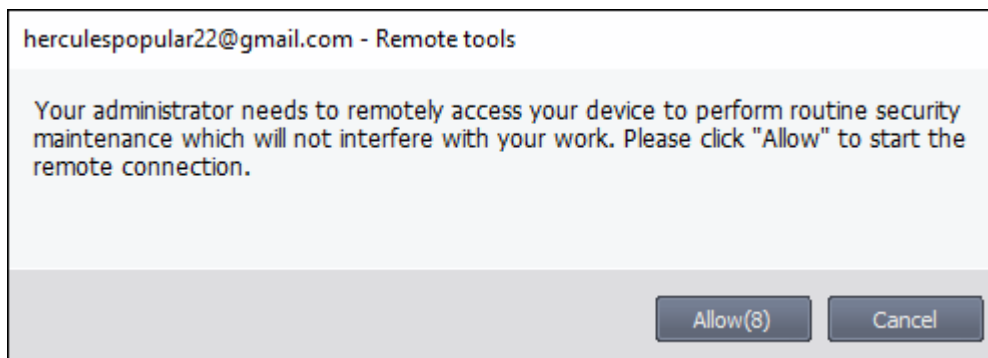 herculespopular22@gmail.com - Remote tools
Your administrator needs to remotely access your device to perform routine security
maintenance which will not interfere with your work. Please click "Allow" to start the
remote connection.
Allow(8)
Cancel